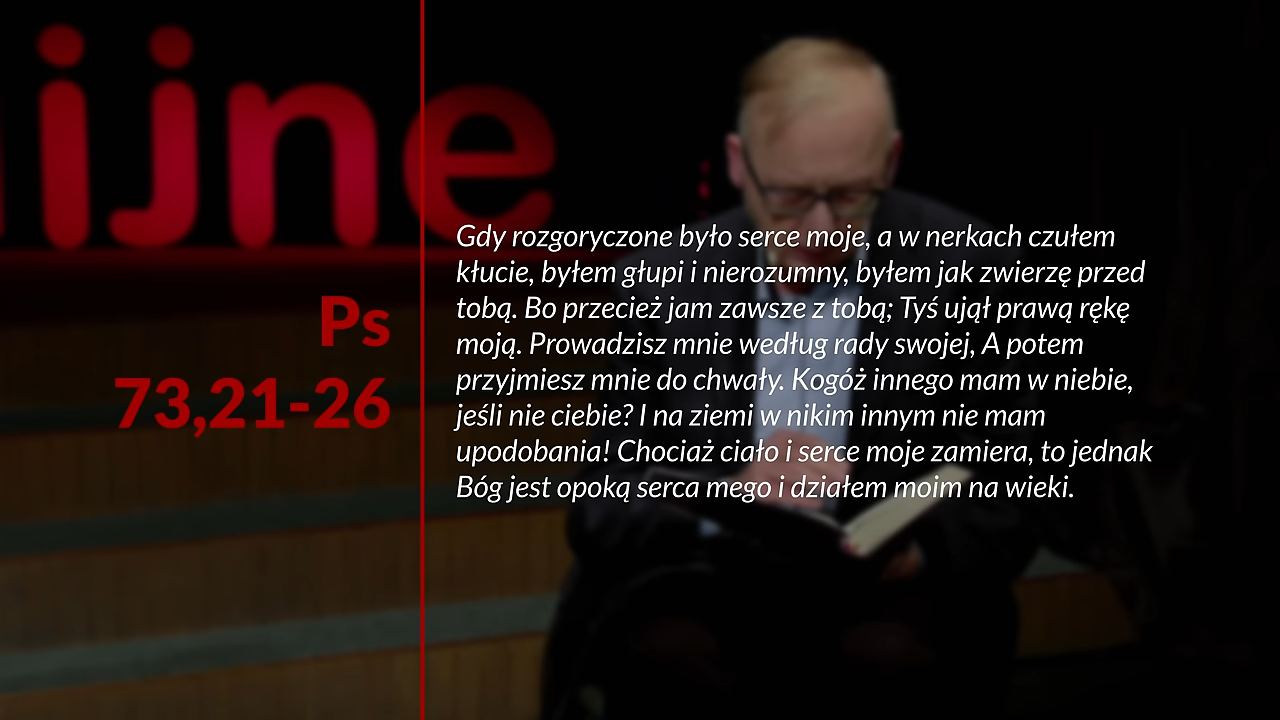 ijne
Ps
73,21-26
Gdy rozgoryczone było serce moje, a w nerkach czułem
kłucie, byłem głupi i nierozumny, byłem jak zwierzę przed
tobą. Bo przecież jam zawsze z tobą; Tyś ujął prawą rękę
moją. Prowadzisz mnie według rady swojej, A potem
przyjmiesz mnie do chwały. Kogóż innego mam w niebie,
jeśli nie ciebie? I na ziemi w nikim innym nie mam
upodobania! Chociaż ciało i serce moje zamiera, to jednak
Bóg jest opoką serca mego i działem moim na wieki.